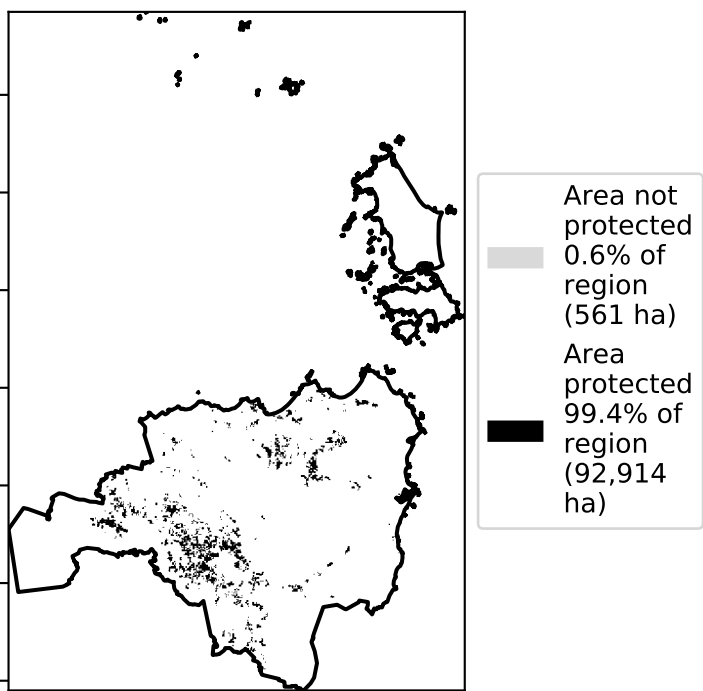 Area not
protected
0.6% of
region
(561 ha)
Area
protected
99.4% of
region
(92,914
ha)